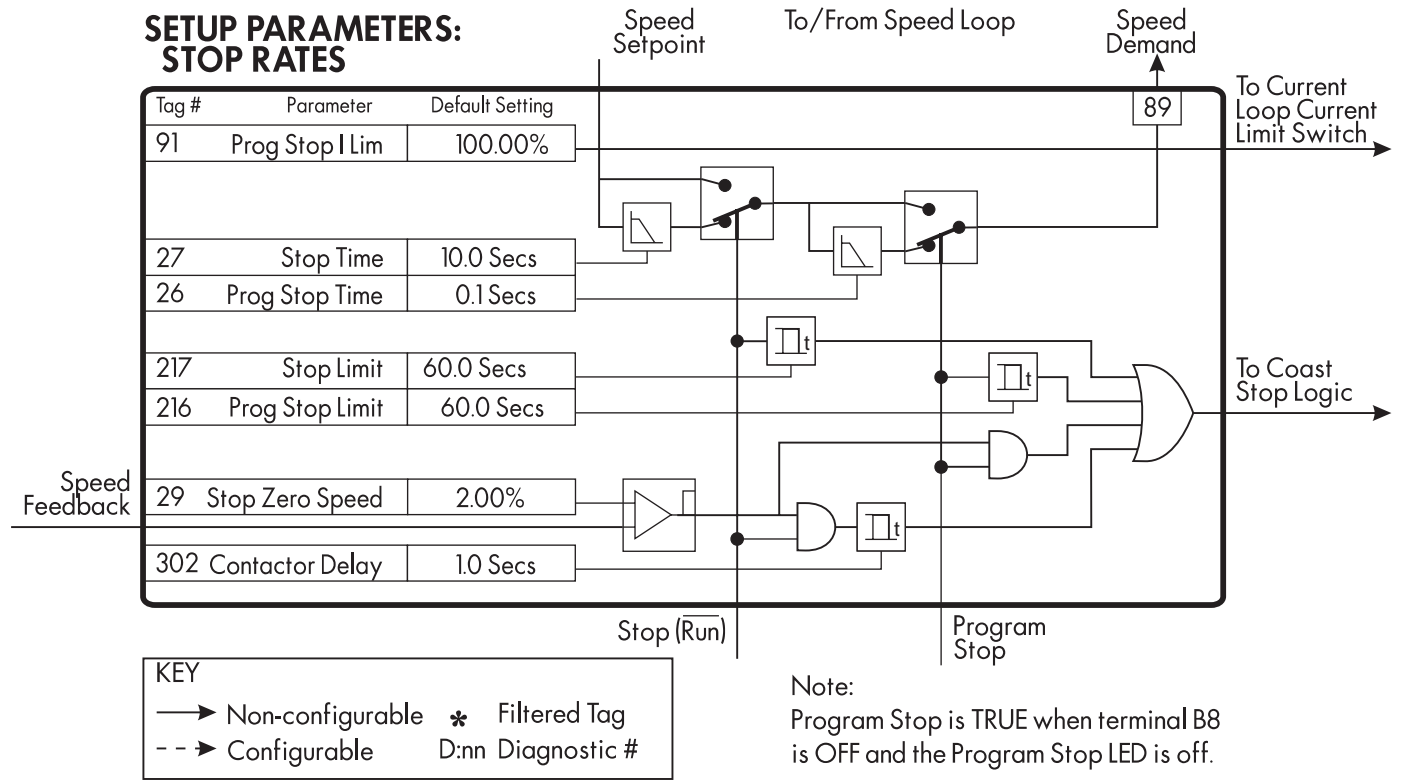 SETUP PARAMETERS:
STOP RATES
Speed
Setpoint
To/From Speed Loop
Speed
Demand
Tag # Parameter Default Setting
89
To Current
Loop Current
Limit Switch
91 Prog Stop I Lim 100.00%
27 Stop Time 10.0 Secs
26 Prog Stop Time 0.1 Secs
t
217 Stop Limit 60.0 Secs
t
216 Prog Stop Limit 60.0 Secs
To Coast
Stop Logic
Speed
Feedback
29 Stop Zero Speed 2.00%
t
302 Contactor Delay 1.0 Secs
Stop (R̅u̅n̅)
Program
Stop
KEY
Non-configurable * Filtered Tag
Configurable D:nn Diagnostic #
Note:
Program Stop is TRUE when terminal B8
is OFF and the Program Stop LED is off.